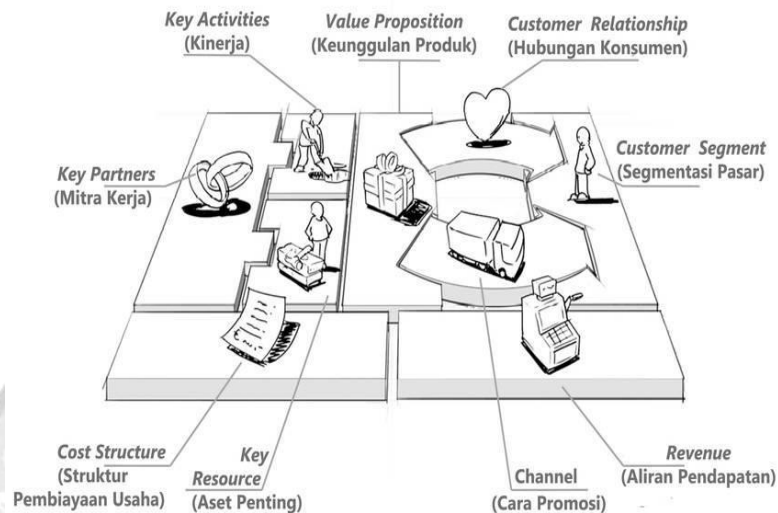 Key Activities
(Kinerja)
Value Proposition
(Keunggulan Produk)
Customer Relationship
(Hubungan Konsumen)
Key Partners
(Mitra Kerja)
Customer Segment
(Segmentasi Pasar)
Cost Structure
(Struktur
Pembiayaan Usaha)
Key
Resource
(Aset Penting)
Channel
(Cara Promosi)
Revenue
(Aliran Pendapatan)